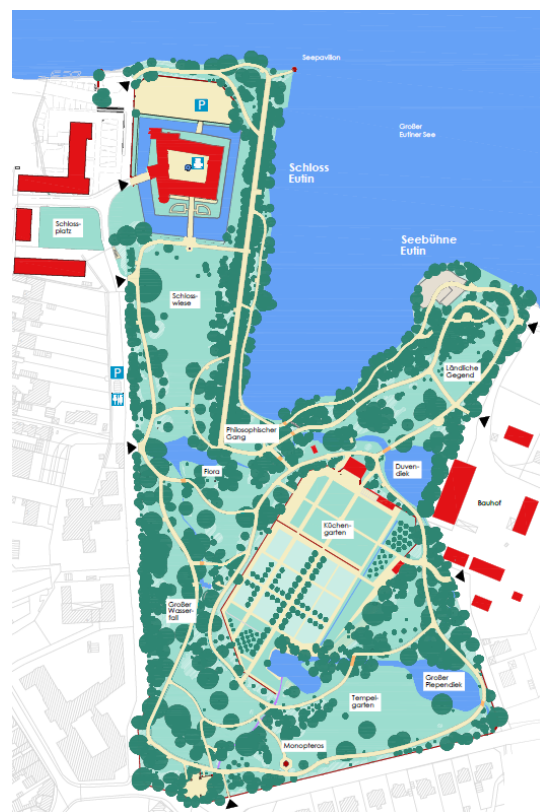 Seepavillon
P
Großer
Eutiner See
Schloss
Eutin
Seebühne
Eutin
Schloss-
platz
Schloss-
wiese
Ländliche
Gegend
P
Philosophischer
Gang
Flora
Duven-
diek
Bauhof
Küchen-
garten
Großer
Wasser-
fall
Großer
Piependiek
Tempel-
garten
Monopteros